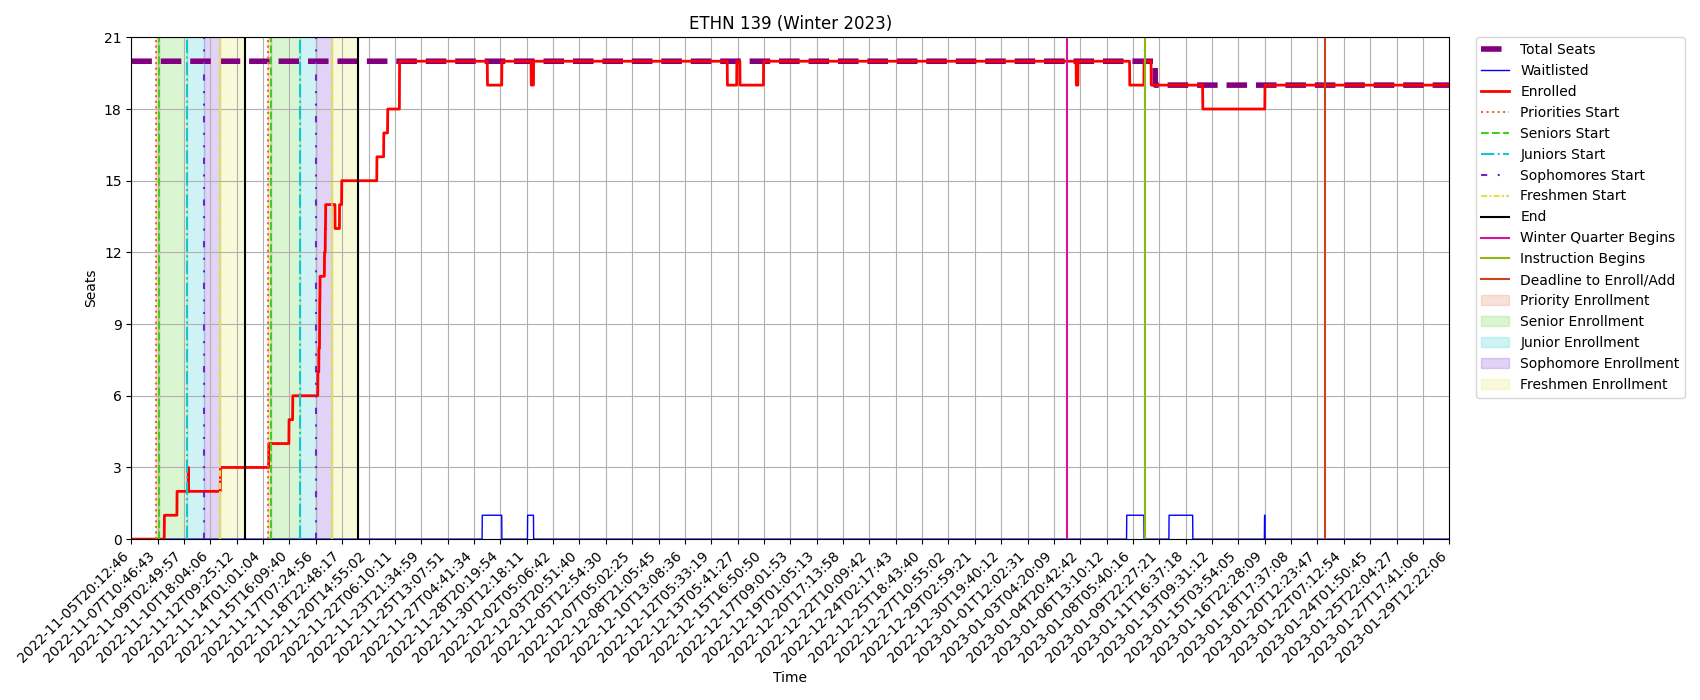 ETHN 139 (Winter 2023)
21
18
15
12
9
6
3
0
Seats
2022-11-05T20:12:46
2022-11-07T10:46:43
2022-11-09T02:49:57
2022-11-10T18:04:06
2022-11-12T09:25:12
2022-11-14T01:01:04
2022-11-15T16:09:40
2022-11-17T07:24:56
2022-11-18T22:48:17
2022-11-20T14:55:02
2022-11-22T06:10:11
2022-11-23T21:34:59
2022-11-25T13:07:51
2022-11-27T04:41:34
2022-11-28T20:19:54
2022-11-30T12:18:11
2022-12-02T05:06:42
2022-12-03T20:51:40
2022-12-05T12:54:30
2022-12-07T05:02:25
2022-12-08T21:05:45
2022-12-10T13:08:36
2022-12-12T05:33:19
2022-12-13T05:41:27
2022-12-15T16:50:50
2022-12-17T09:01:53
2022-12-19T01:05:13
2022-12-20T17:13:58
2022-12-22T10:09:42
2022-12-24T02:17:43
2022-12-25T18:43:40
2022-12-27T10:55:02
2022-12-29T02:59:21
2022-12-30T19:40:12
2023-01-01T12:02:31
2023-01-03T04:20:09
2023-01-04T20:42:42
2023-01-06T13:10:12
2023-01-08T05:40:16
2023-01-09T22:27:21
2023-01-11T16:37:18
2023-01-13T09:31:12
2023-01-15T03:54:05
2023-01-16T22:28:09
2023-01-18T17:37:08
2023-01-20T12:23:47
2023-01-22T07:12:54
2023-01-24T01:50:45
2023-01-25T22:04:27
2023-01-27T17:41:06
2023-01-29T12:22:06
Time
Total Seats
Waitlisted
Enrolled
Priorities Start
Seniors Start
Juniors Start
Sophomores Start
Freshmen Start
End
Winter Quarter Begins
Instruction Begins
Deadline to Enroll/Add
Priority Enrollment
Senior Enrollment
Junior Enrollment
Sophomore Enrollment
Freshmen Enrollment